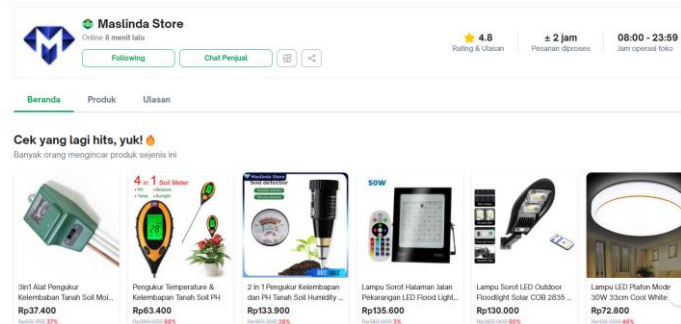 Maslinda Store
Online 8 menit lalu
Following
Chat Penjual
4.8
Rating & Ulasan
± 2 jam
Pesanan diproses
08:00 - 23:59
Jam operasi toko
Beranda
Produk
Ulasan
Cek yang lagi hits, yuk!
Banyak orang mengincar produk sejenis ini
4 in 1 Soil Meter
Maslinda Store
Soil detector
50W
3in1 Alat Pengukur
Kelembaban Tanah Soil Moi...
Rp37.400
37%
Pengukur Temperature &
Kelembapan Tanah Soil PH
Rp63.400
2 in 1 Pengukur Kelembapan
dan PH Tanah Soil Humidity ...
Rp133.900
28%
Lampu Sorot Halaman Jalan
Pekarangan LED Flood Light...
Rp135.600
3%
Lampu Sorot LED Outdoor
Floodlight Solar COB 2835 ...
Rp130.000
50%
Lampu LED Plafon Mode
30W 33cm Cool White
Rp72.800
46%